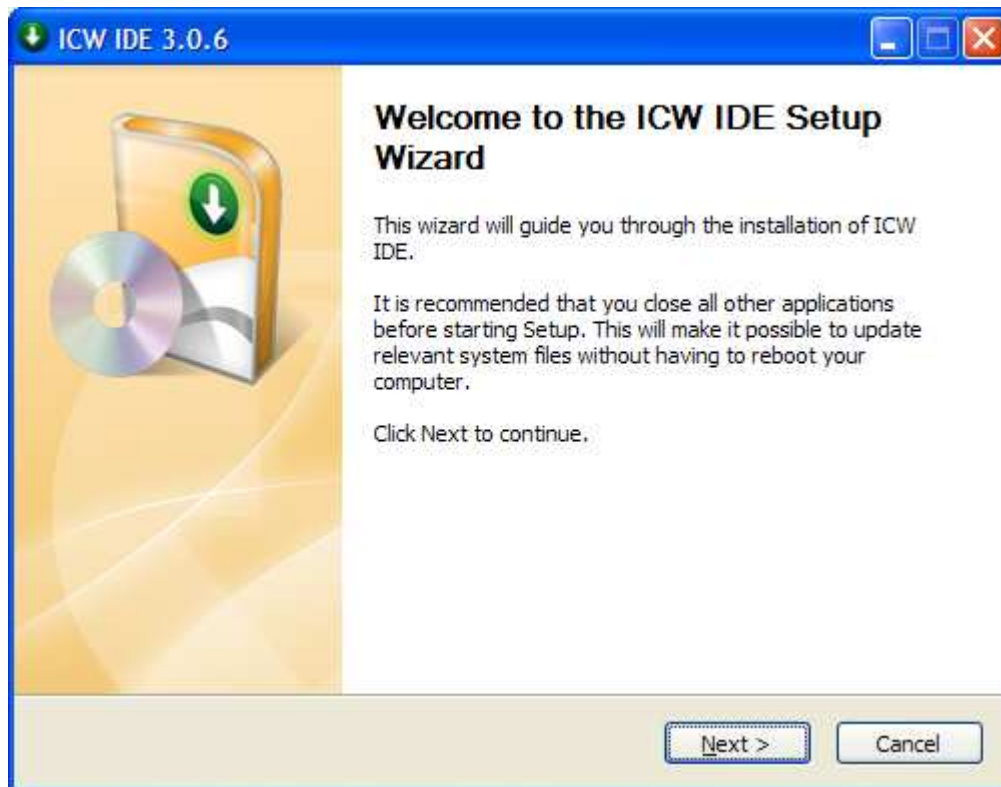 ICW IDE 3.0.6
Welcome to the ICW IDE Setup
Wizard
This wizard will guide you through the installation of ICW
IDE.
It is recommended that you close all other applications
before starting Setup. This will make it possible to update
relevant system files without having to reboot your
computer.
Click Next to continue.
Next >
Cancel